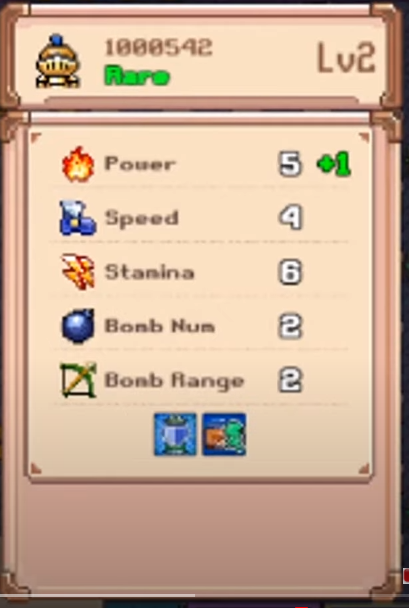 1000542
Rare
Lv2
Power 5 +1
Speed 4
Stamina 6
Bomb Num 2
Bomb Range 2